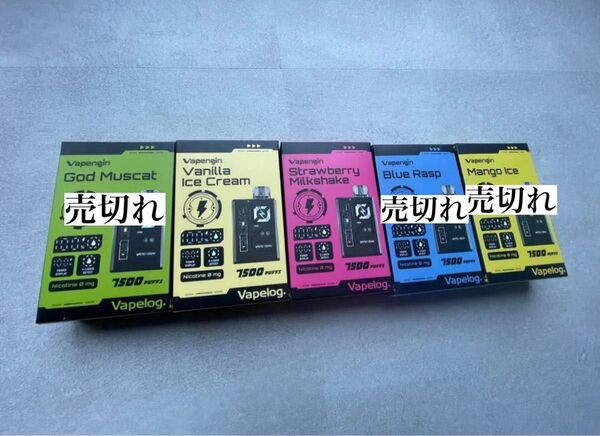 Vapengin
God Muscat
売切れ
Nicotine 0 mg
7500 PUFFS
Vapelog.
Vapengin
Vanilla
Ice Cream
Nicotine 0 mg
7500 PUFFS
Vapelog.
Vapengin
Strawberry
Milkshake
Nicotine 0 mg
7500 PUFFS
Vapelog.
Vapengin
Blue Rasp
売切れ
Nicotine 0 mg
7500 PUFFS
Vapelog.
Vapengin
Mango Ice
売切れ
Nicotine 0 mg
7500 PUFFS
Vapelog.